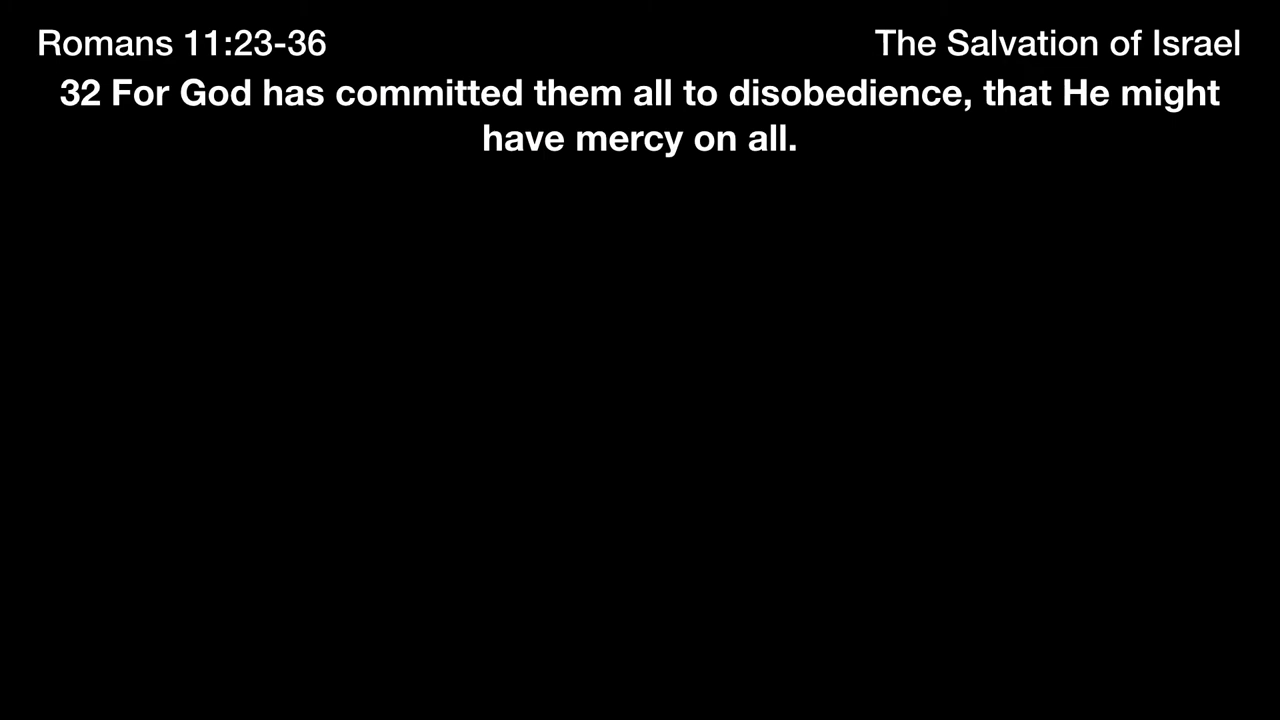 Romans 11:23-36
The Salvation of Israel
32 For God has committed them all to disobedience, that He might
have mercy on all.